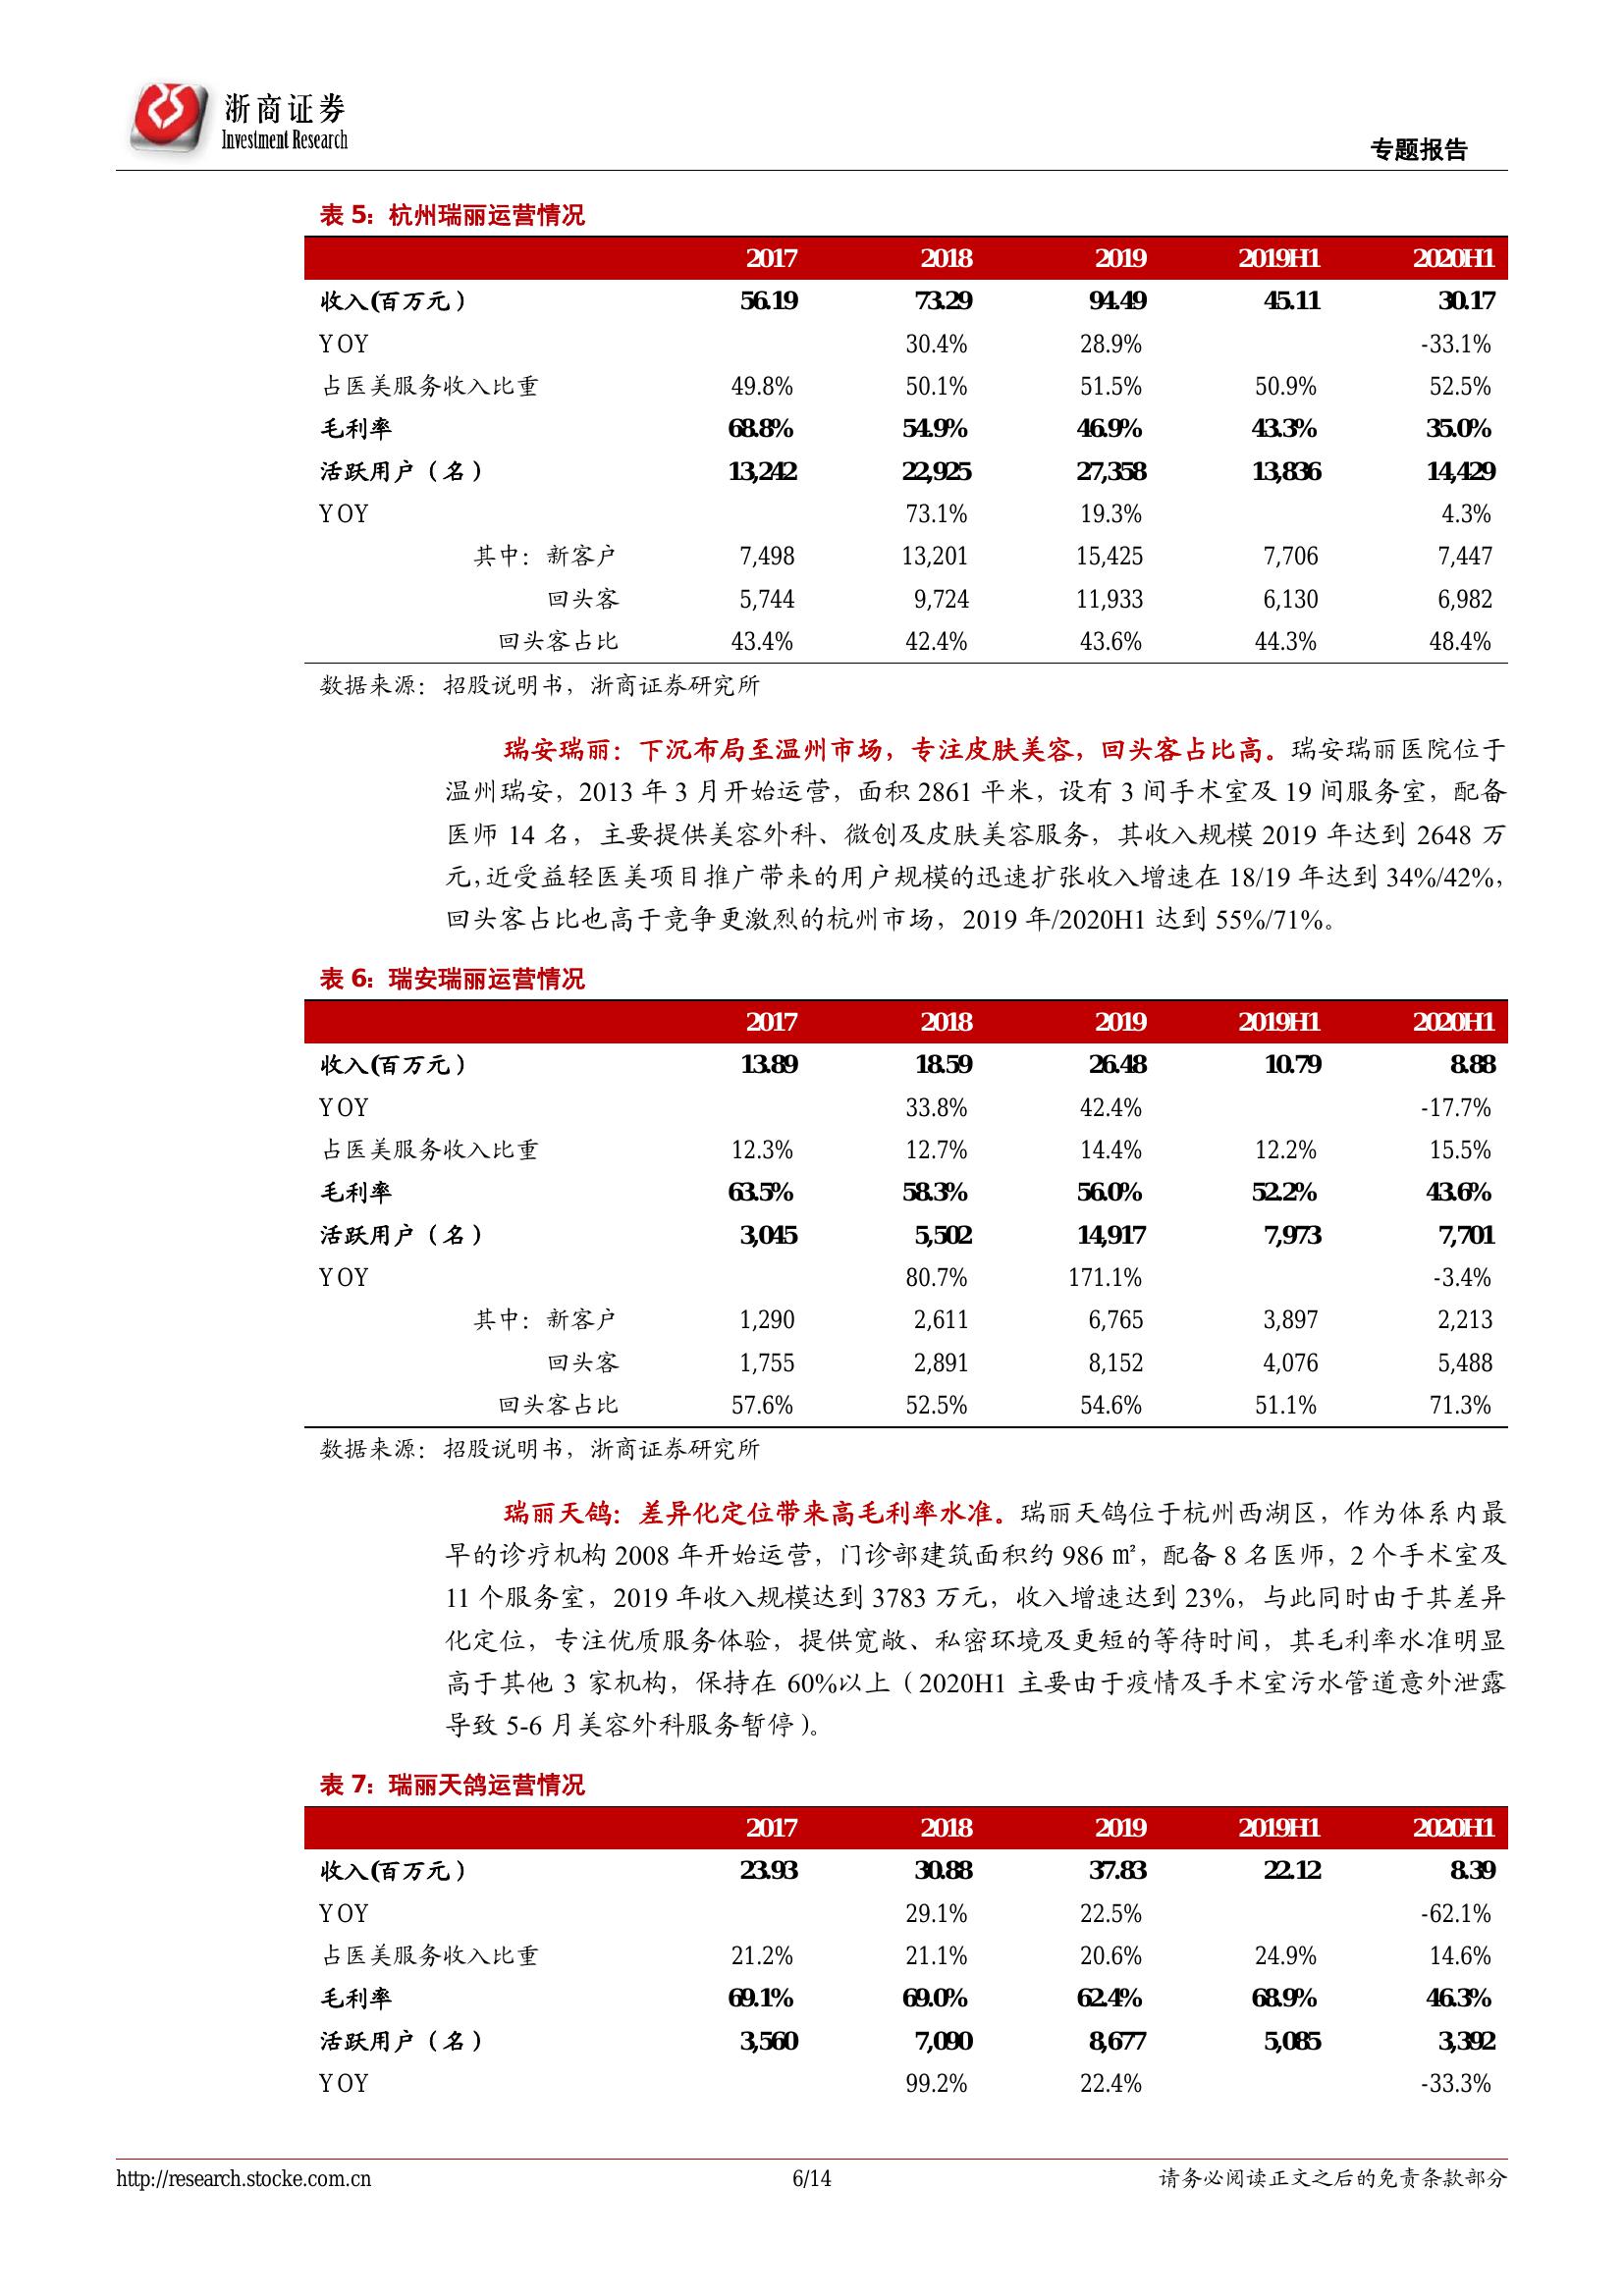 浙商证券
Investment Research
专题报告
表 5：杭州瑞丽运营情况
2017 2018 2019 2019H1 2020H1
收入(百万元） 56.19 73.29 94.49 45.11 30.17
YOY 30.4% 28.9% -33.1%
占医美服务收入比重 49.8% 50.1% 51.5% 50.9% 52.5%
毛利率 68.8% 54.9% 46.9% 43.3% 35.0%
活跃用户（名） 13,242 22,925 27,358 13,836 14,429
YOY 73.1% 19.3% 4.3%
其中：新客户 7,498 13,201 15,425 7,706 7,447
回头客 5,744 9,724 11,933 6,130 6,982
回头客占比 43.4% 42.4% 43.6% 44.3% 48.4%
数据来源：招股说明书，浙商证券研究所
瑞安瑞丽：下沉布局至温州市场，专注皮肤美容，回头客占比高。瑞安瑞丽医院位于
温州瑞安，2013 年 3 月开始运营，面积 2861 平米，设有 3 间手术室及 19 间服务室，配备
医师 14 名，主要提供美容外科、微创及皮肤美容服务，其收入规模 2019 年达到 2648 万
元，近受益轻医美项目推广带来的用户规模的迅速扩张收入增速在 18/19 年达到 34%/42%，
回头客占比也高于竞争更激烈的杭州市场，2019 年/2020H1 达到 55%/71%。
表 6：瑞安瑞丽运营情况
2017 2018 2019 2019H1 2020H1
收入(百万元） 13.89 18.59 26.48 10.79 8.88
YOY 33.8% 42.4% -17.7%
占医美服务收入比重 12.3% 12.7% 14.4% 12.2% 15.5%
毛利率 63.5% 58.3% 56.0% 52.2% 43.6%
活跃用户（名） 3,045 5,502 14,917 7,973 7,701
YOY 80.7% 171.1% -3.4%
其中：新客户 1,290 2,611 6,765 3,897 2,213
回头客 1,755 2,891 8,152 4,076 5,488
回头客占比 57.6% 52.5% 54.6% 51.1% 71.3%
数据来源：招股说明书，浙商证券研究所
瑞丽天鸽：差异化定位带来高毛利率水准。瑞丽天鸽位于杭州西湖区，作为体系内最
早的诊疗机构 2008 年开始运营，门诊部建筑面积约 986 ㎡，配备 8 名医师，2 个手术室及
11 个服务室，2019 年收入规模达到 3783 万元，收入增速达到 23%，与此同时由于其差异
化定位，专注优质服务体验，提供宽敞、私密环境及更短的等待时间，其毛利率水准明显
高于其他 3 家机构，保持在 60%以上（2020H1 主要由于疫情及手术室污水管道意外泄露
导致 5-6 月美容外科服务暂停）。
表 7：瑞丽天鸽运营情况
2017 2018 2019 2019H1 2020H1
收入(百万元） 23.93 30.88 37.83 22.12 8.39
YOY 29.1% 22.5% -62.1%
占医美服务收入比重 21.2% 21.1% 20.6% 24.9% 14.6%
毛利率 69.1% 69.0% 62.4% 68.9% 46.3%
活跃用户（名） 3,560 7,090 8,677 5,085 3,392
YOY 99.2% 22.4% -33.3%
http://research.stocke.com.cn 6/14 请务必阅读正文之后的免责条款部分